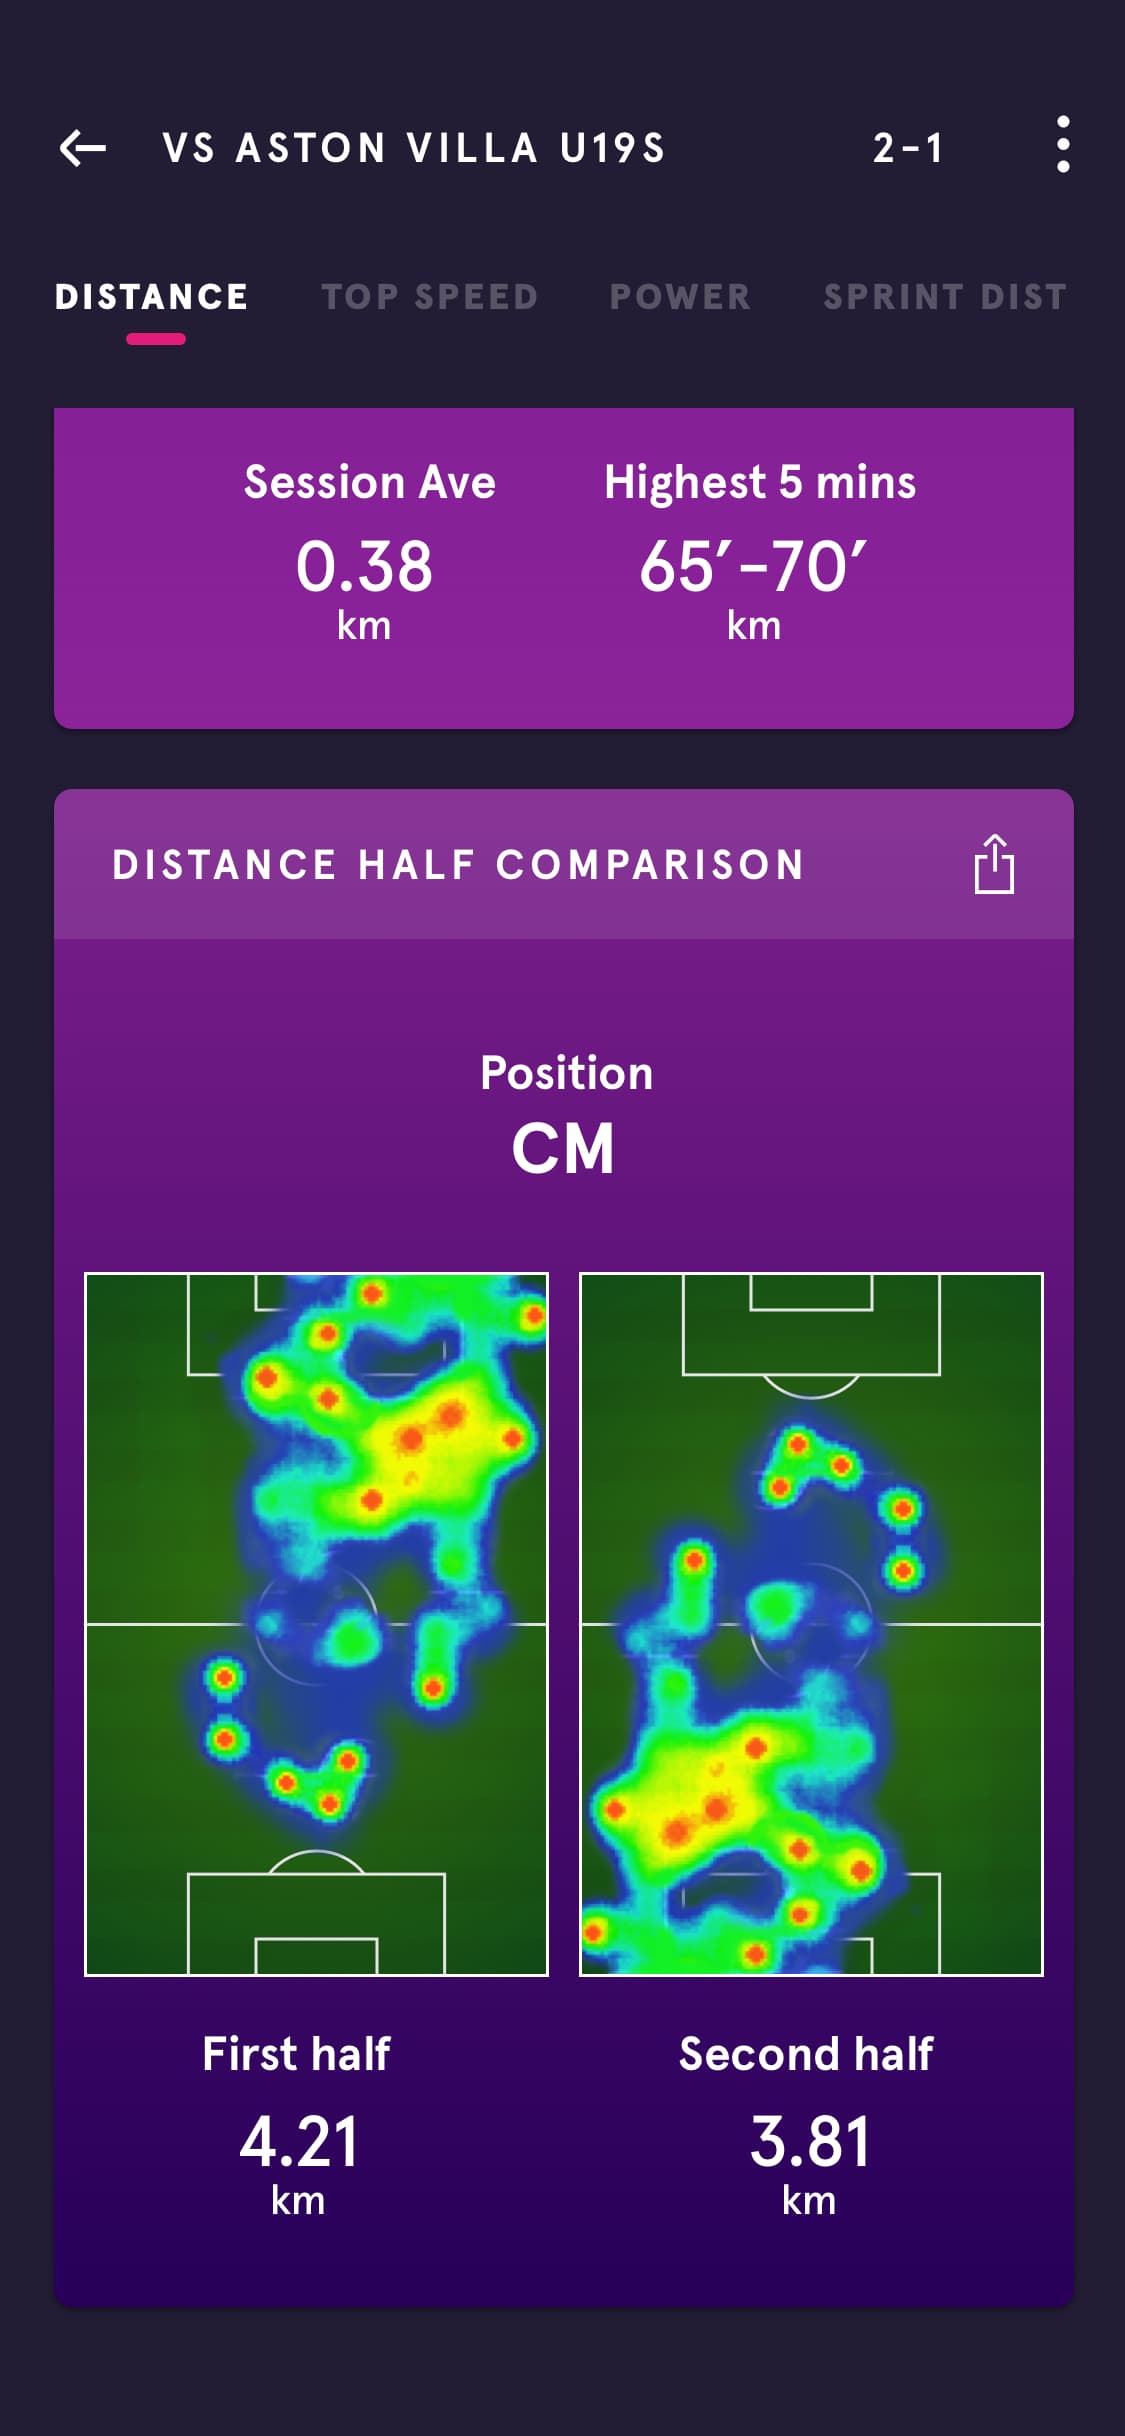 VS ASTON VILLA U19S 2-1
DISTANCE TOP SPEED POWER SPRINT DIST
Session Ave Highest 5 mins
0.38 65′-70′
km km
DISTANCE HALF COMPARISON
Position
CM
First half Second half
4.21 3.81
km km